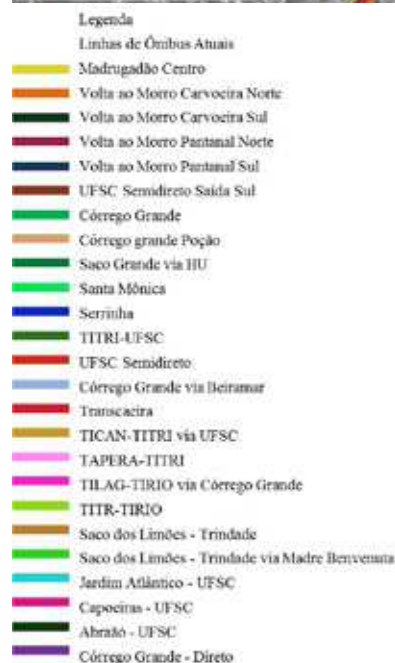 Legenda
Linhas de Ônibus Atuais
Madrugadão Centro
Volta ao Morro Carvoeira Norte
Volta ao Morro Carvoeira Sul
Volta ao Morro Pantanal Norte
Volta ao Morro Pantanal Sul
UFSC Semidireto Saída Sul
Córrego Grande
Córrego grande Poção
Saco Grande via HU
Santa Mônica
Serrinha
TITRI-UFSC
UFSC Semidireto
Córrego Grande via Beiramar
Transcaeira
TICAN-TITRI via UFSC
TAPERA-TITRI
TILAG-TIRIO via Córrego Grande
TITR-TIRIO
Saco dos Limões - Trindade
Saco dos Limões - Trindade via Madre Benvenuta
Jardim Atlântico - UFSC
Capoeiras - UFSC
Abraão - UFSC
Córrego Grande - Direto